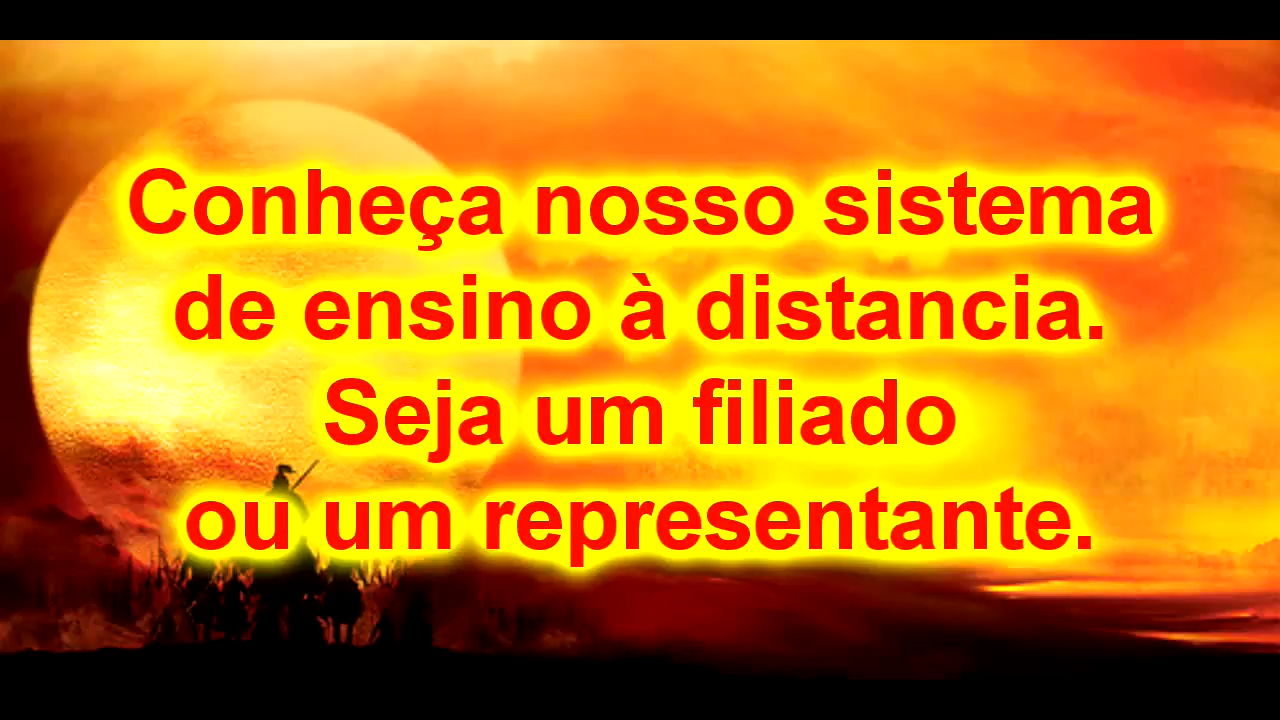 Conheça nosso sistema
de ensino à distancia.
Seja um filiado
ou um representante.